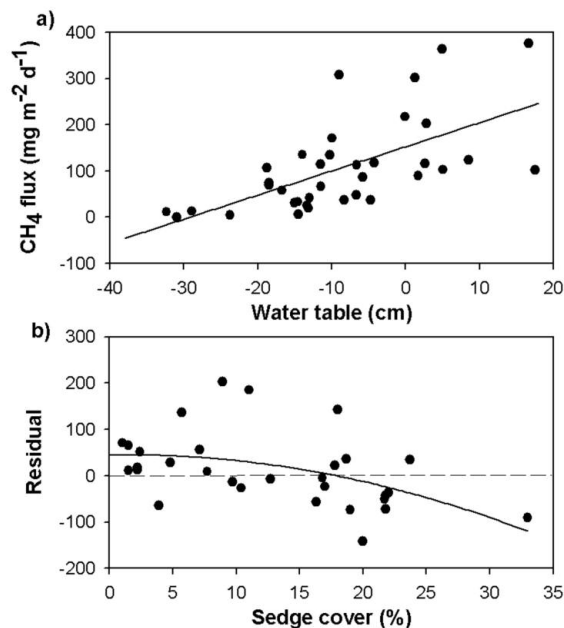 a)
400
300
200
100
0
-100
CH₄ flux (mg m⁻² d⁻¹)
-40 -30 -20 -10 0 10 20
Water table (cm)
b)
300
200
100
0
-100
-200
Residual
0 5 10 15 20 25 30 35
Sedge cover (%)